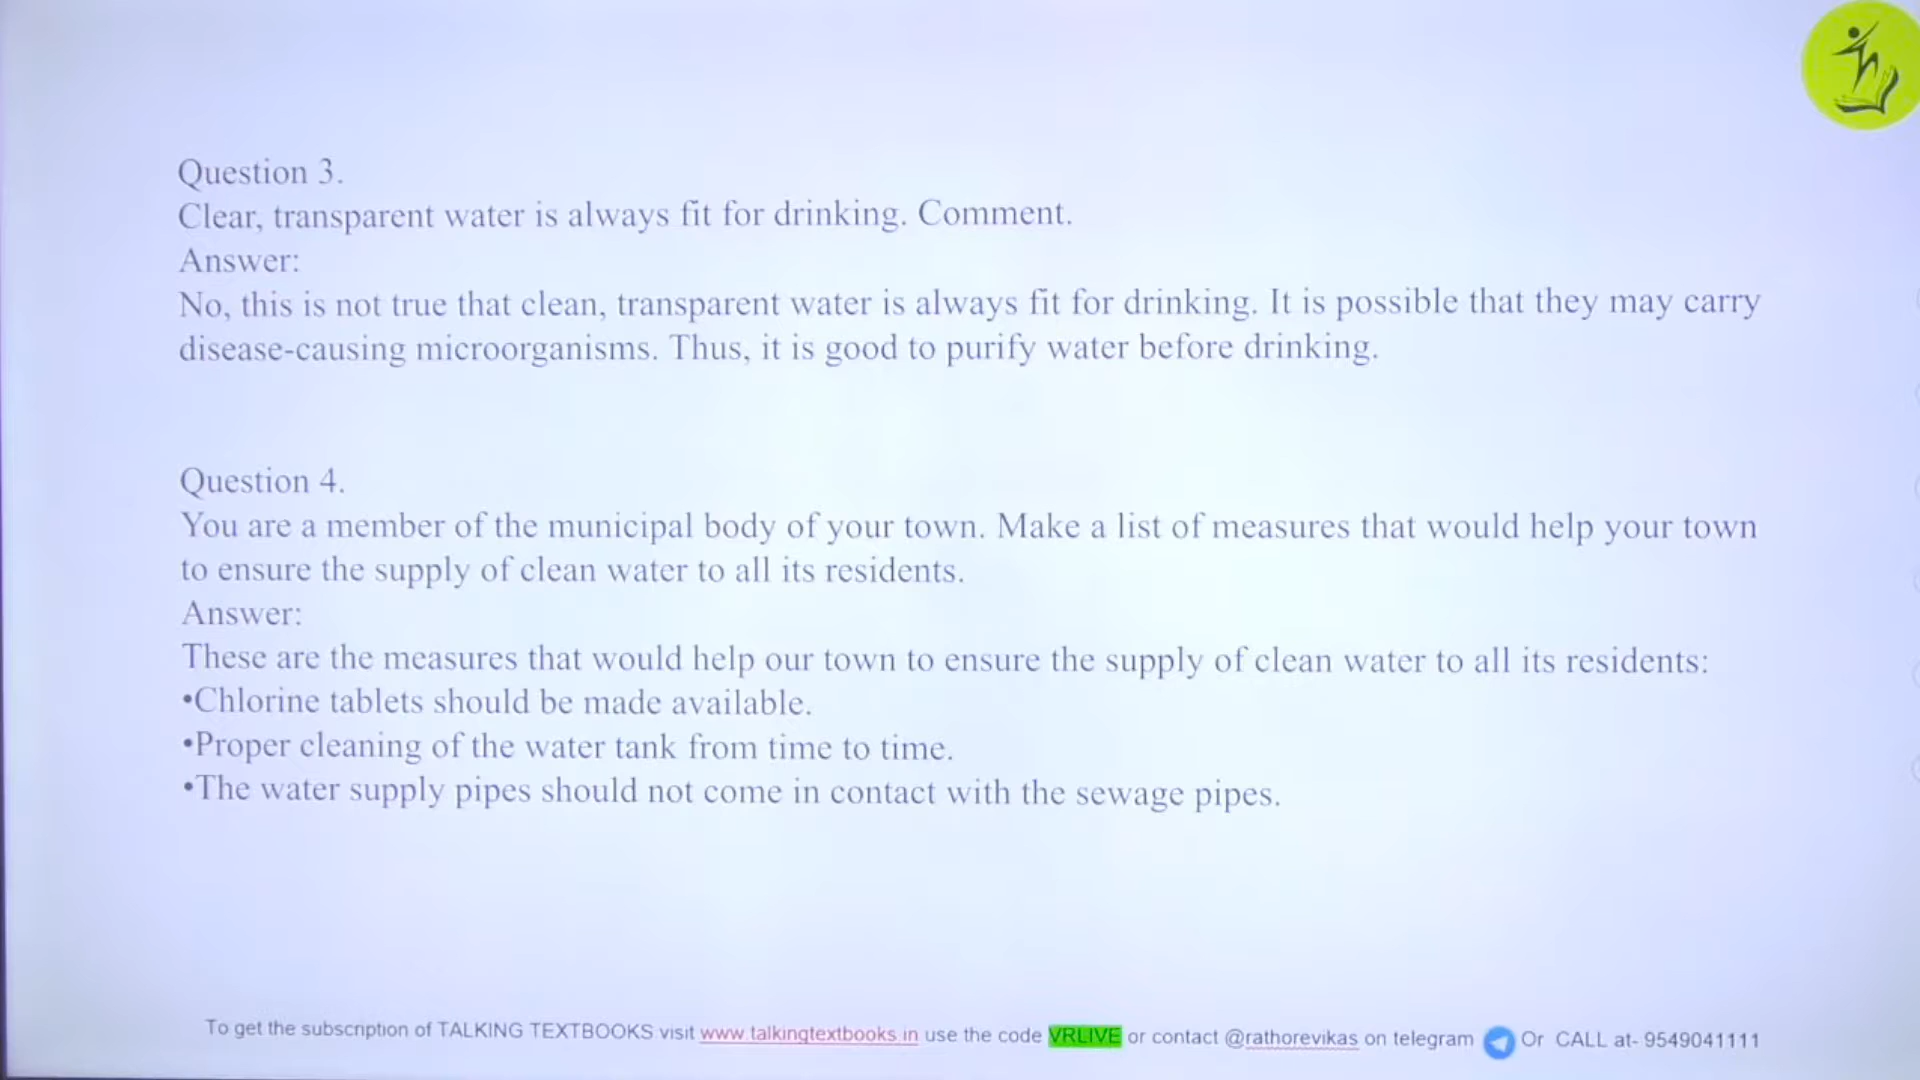 Question 3.
Clear, transparent water is always fit for drinking. Comment.
Answer:
No, this is not true that clean, transparent water is always fit for drinking. It is possible that they may carry
disease-causing microorganisms. Thus, it is good to purify water before drinking.
Question 4.
You are a member of the municipal body of your town. Make a list of measures that would help your town
to ensure the supply of clean water to all its residents.
Answer:
These are the measures that would help our town to ensure the supply of clean water to all its residents:
•Chlorine tablets should be made available.
•Proper cleaning of the water tank from time to time.
•The water supply pipes should not come in contact with the sewage pipes.
To get the subscription of TALKING TEXTBOOKS visit www.talkingtextbooks.in use the code VRLIVE or contact @rathorevikas on telegram Or CALL at- 9549041111